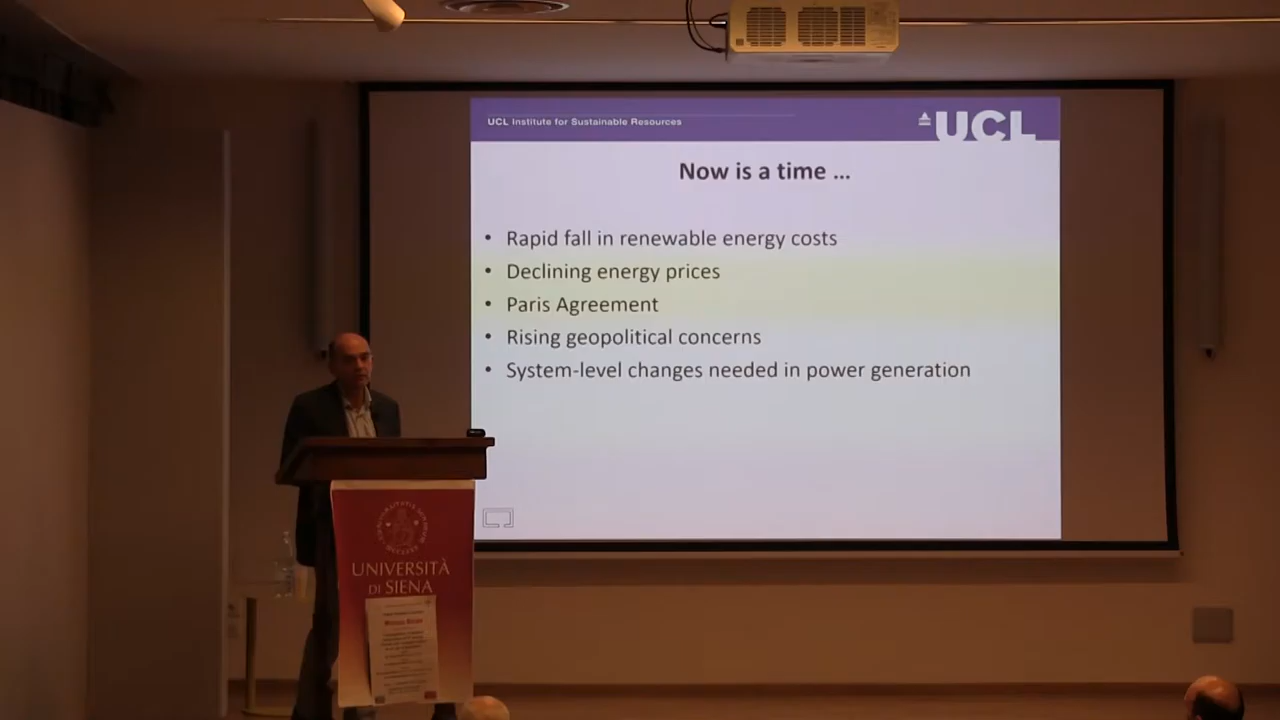 UCL Institute for Sustainable Resources
UCL
Now is a time ...
• Rapid fall in renewable energy costs
• Declining energy prices
• Paris Agreement
• Rising geopolitical concerns
• System-level changes needed in power generation
UNIVERSITÀ
DI SIENA